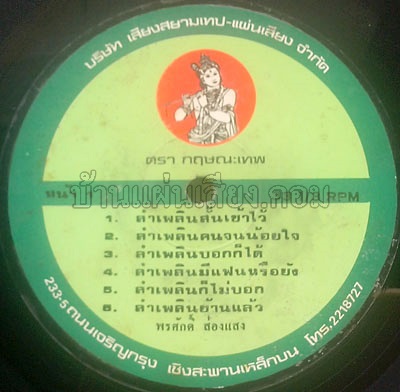 บริษัท เสียงสยามเทป-แผ่นเสียง จำกัด
ตรา กฤษณะเทพ
หน้า
RPM
บ้านแผ่นเสียง.คอม
1. ลำเพลินสนเข้าไว้
2. ลำเพลินคนจนน้อยใจ
3. ลำเพลินบอกก็ได้
4. ลำเพลินมีแฟนหรือยัง
5. ลำเพลินก็ไม่บอก
6. ลำเพลินย้านแล้ว
พรศักดิ์ ส่องแสง
233-5 ถนนเจริญกรุง เชิงสะพานเหล็กบน โทร.2218727